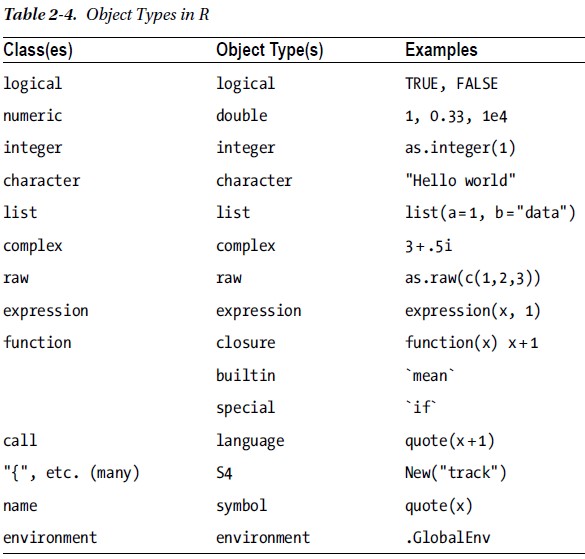 Table 2-4. Object Types in R
Class(es) Object Type(s) Examples
logical logical TRUE, FALSE
numeric double 1, 0.33, 1e4
integer integer as.integer(1)
character character "Hello world"
list list list(a=1, b="data")
complex complex 3+.5i
raw raw as.raw(c(1,2,3))
expression expression expression(x, 1)
function closure function(x) x+1
builtin `mean`
special `if`
call language quote(x+1)
"{", etc. (many) S4 New("track")
name symbol quote(x)
environment environment .GlobalEnv